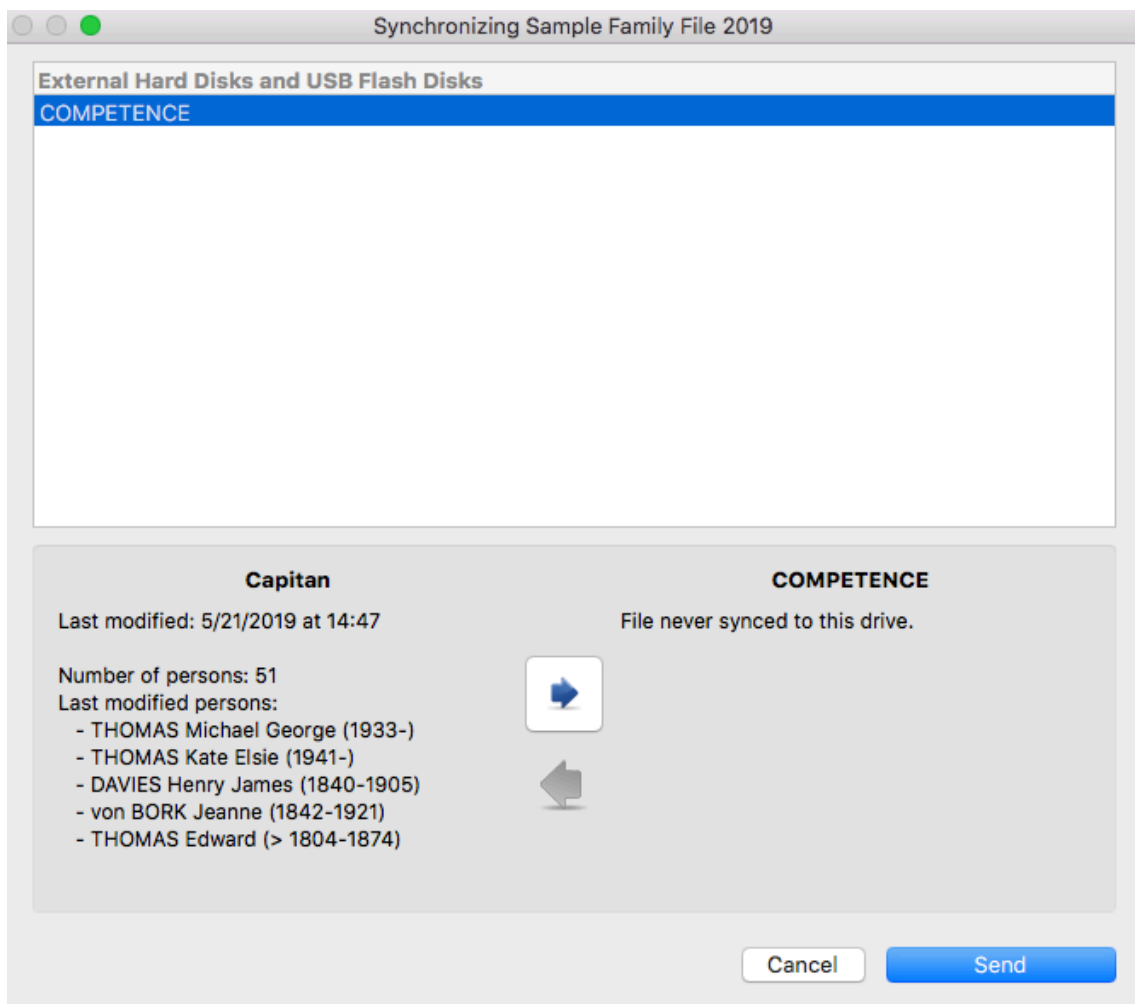 Synchronizing Sample Family File 2019
External Hard Disks and USB Flash Disks
COMPETENCE
Capitan
Last modified: 5/21/2019 at 14:47
Number of persons: 51
Last modified persons:
- THOMAS Michael George (1933-)
- THOMAS Kate Elsie (1941-)
- DAVIES Henry James (1840-1905)
- von BORK Jeanne (1842-1921)
- THOMAS Edward (> 1804-1874)
COMPETENCE
File never synced to this drive.
Cancel
Send